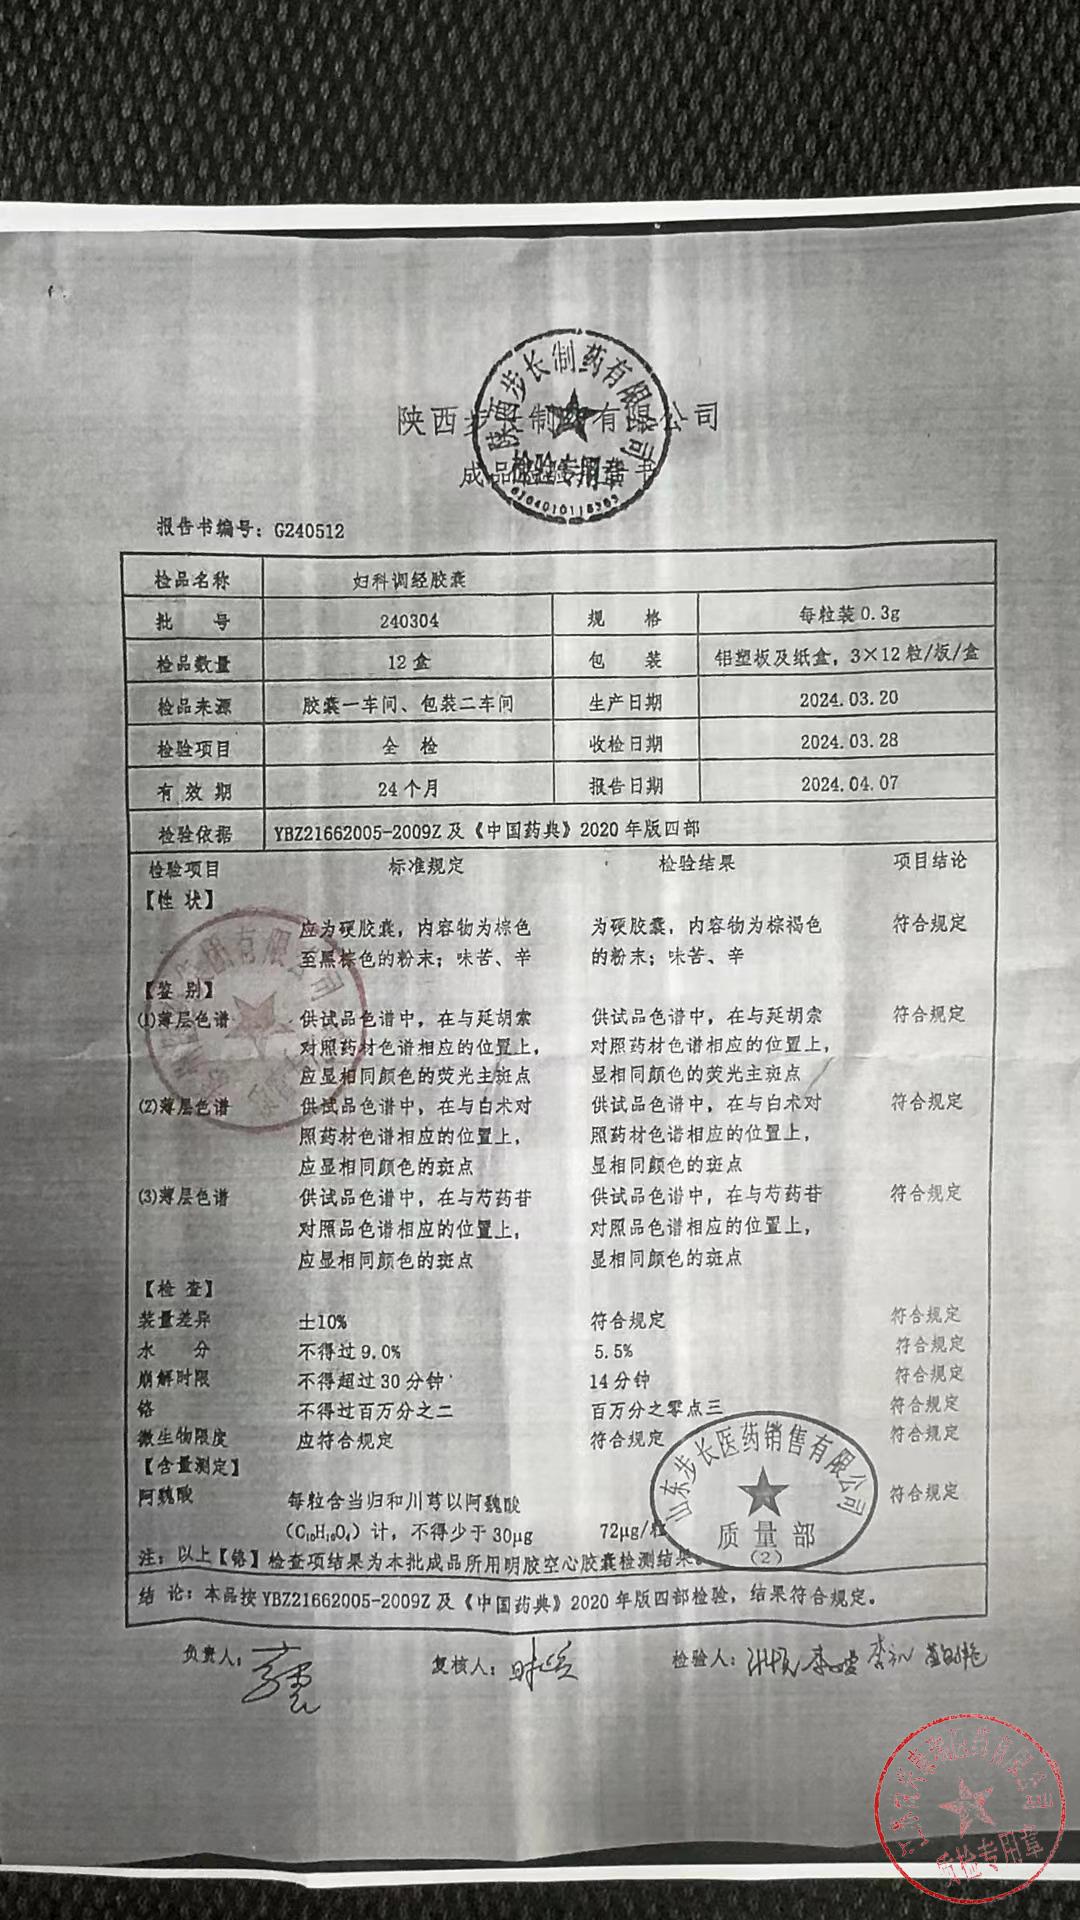 陕西步长制药有限公司
成品检验报告书
陕西步长制药有限公司
检验专用章
报告书编号：G240512
检品名称 妇科调经胶囊
批 号 240304 规 格 每粒装0.3g
检品数量 12盒 包 装 铝塑板及纸盒，3×12粒/板/盒
检品来源 胶囊一车间、包装二车间 生产日期 2024.03.20
检验项目 全 检 收检日期 2024.03.28
有 效 期 24个月 报告日期 2024.04.07
检验依据 YBZ21662005-2009Z及《中国药典》2020年版四部
检验项目 标准规定 检验结果 项目结论
【性 状】
应为硬胶囊，内容物为棕色 为硬胶囊，内容物为棕褐色 符合规定
至黑棕色的粉末；味苦、辛 的粉末；味苦、辛
【鉴 别】
⑴薄层色谱 供试品色谱中，在与延胡索 供试品色谱中，在与延胡索 符合规定
对照药材色谱相应的位置上， 对照药材色谱相应的位置上，
应显相同颜色的荧光主斑点 显相同颜色的荧光主斑点
⑵薄层色谱 供试品色谱中，在与白术对 供试品色谱中，在与白术对 符合规定
照药材色谱相应的位置上， 照药材色谱相应的位置上，
应显相同颜色的斑点 显相同颜色的斑点
⑶薄层色谱 供试品色谱中，在与芍药苷 供试品色谱中，在与芍药苷 符合规定
对照品色谱相应的位置上， 对照品色谱相应的位置上，
应显相同颜色的斑点 显相同颜色的斑点
【检 查】
装量差异 ±10% 符合规定 符合规定
水 分 不得过9.0% 5.5% 符合规定
崩解时限 不得超过30分钟 14分钟 符合规定
铬 不得过百万分之二 百万分之零点三 符合规定
微生物限度 应符合规定 符合规定 符合规定
【含量测定】
阿魏酸 每粒含当归和川芎以阿魏酸 符合规定
（C₁₀H₁₀O₄）计，不得少于30μg 72μg/粒
注：以上【铬】检查项结果为本批成品所用明胶空心胶囊检测结果。
山东步长医药销售有限公司
质量部
（2）
结 论：本品按YBZ21662005-2009Z及《中国药典》2020年版四部检验，结果符合规定。
负责人： 复核人： 检验人：
质检专用章